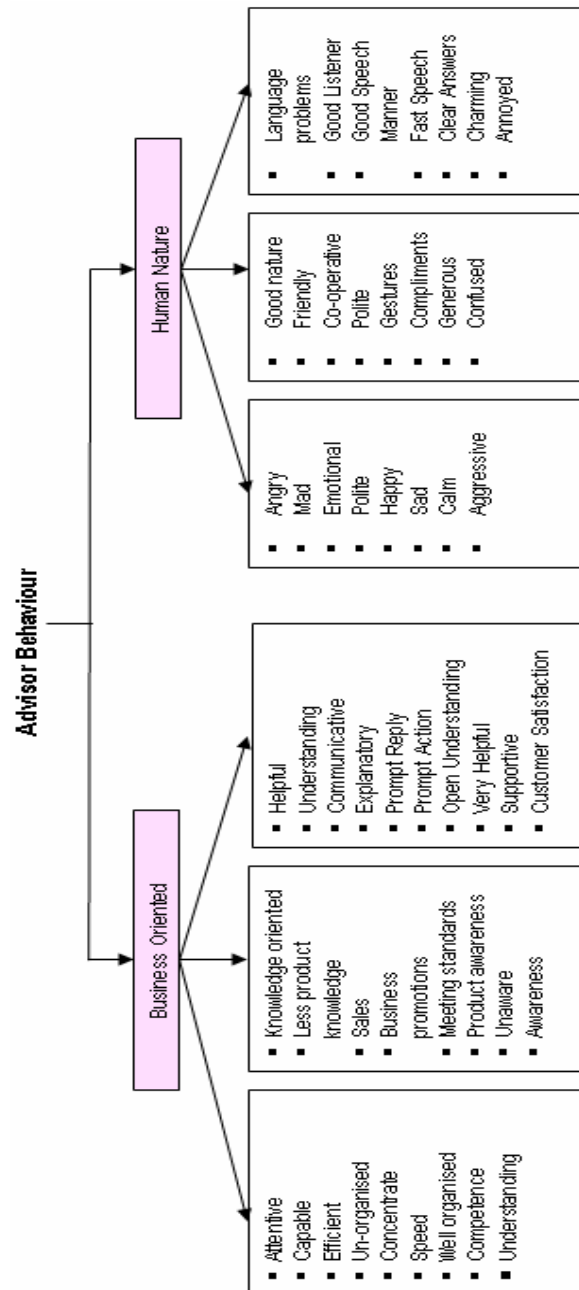 Advisor Behaviour
Business Oriented
Human Nature
▪ Attentive
▪ Capable
▪ Efficient
▪ Un-organised
▪ Concentrate
▪ Speed
▪ Well organised
▪ Competence
▪ Understanding
▪ Knowledge oriented
▪ Less product
knowledge
▪ Sales
▪ Business
promotions
▪ Meeting standards
▪ Product awareness
▪ Unaware
▪ Awareness
▪ Helpful
▪ Understanding
▪ Communicative
▪ Explanatory
▪ Prompt Reply
▪ Prompt Action
▪ Open Understanding
▪ Very Helpful
▪ Supportive
▪ Customer Satisfaction
▪ Angry
▪ Mad
▪ Emotional
▪ Polite
▪ Happy
▪ Sad
▪ Calm
▪ Aggressive
▪ Good nature
▪ Friendly
▪ Co-operative
▪ Polite
▪ Gestures
▪ Compliments
▪ Generous
▪ Confused
▪ Language
problems
▪ Good Listener
▪ Good Speech
Manner
▪ Fast Speech
▪ Clear Answers
▪ Charming
▪ Annoyed